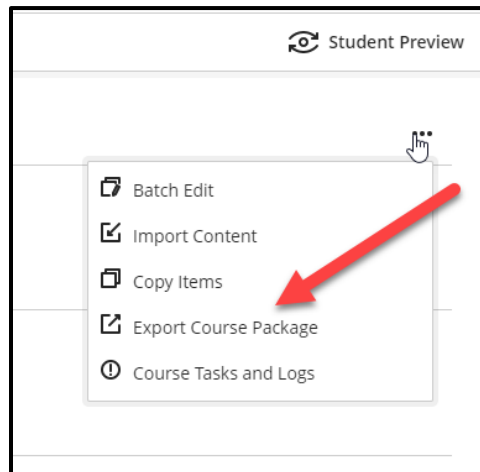 Student Preview
Batch Edit
Import Content
Copy Items
Export Course Package
Course Tasks and Logs